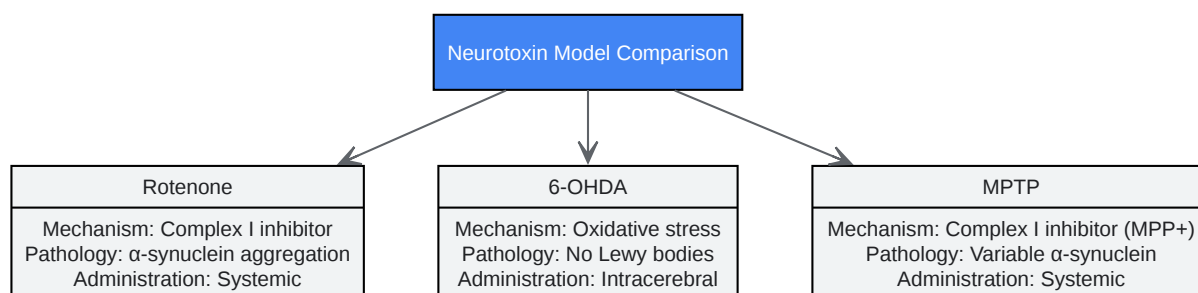 Neurotoxin Model Comparison
Rotenone
Mechanism: Complex I inhibitor
Pathology: α-synuclein aggregation
Administration: Systemic
6-OHDA
Mechanism: Oxidative stress
Pathology: No Lewy bodies
Administration: Intracerebral
MPTP
Mechanism: Complex I inhibitor (MPP+)
Pathology: Variable α-synuclein
Administration: Systemic